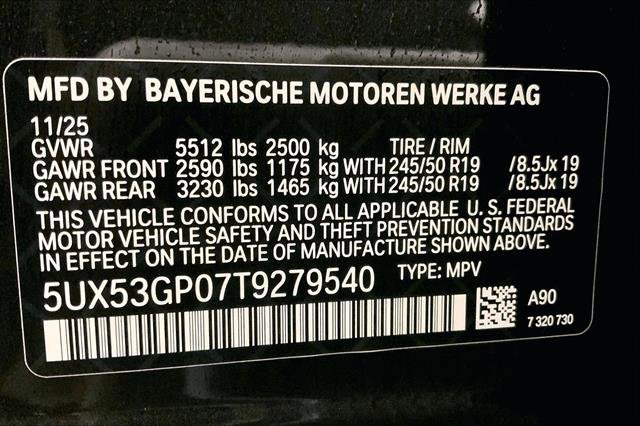 MFD BY BAYERISCHE MOTOREN WERKE AG
11/25
GVWR 5512 lbs 2500 kg TIRE / RIM
GAWR FRONT 2590 lbs 1175 kg WITH 245/50 R19 /8.5Jx 19
GAWR REAR 3230 lbs 1465 kg WITH 245/50 R19 /8.5Jx 19
THIS VEHICLE CONFORMS TO ALL APPLICABLE U. S. FEDERAL
MOTOR VEHICLE SAFETY AND THEFT PREVENTION STANDARDS
IN EFFECT ON THE DATE OF MANUFACTURE SHOWN ABOVE.
5UX53GP07T9279540 TYPE: MPV
A90
7 320 730